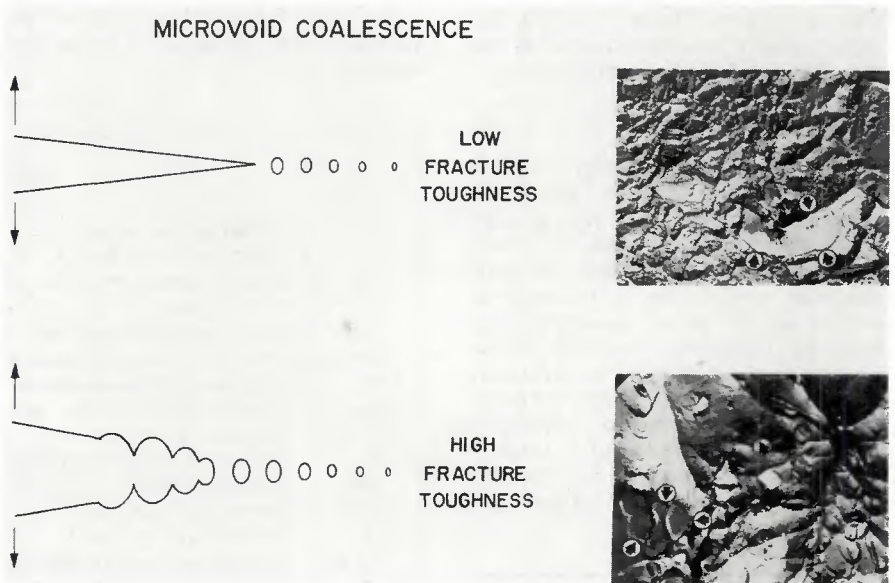 MICROVOID COALESCENCE
LOW
FRACTURE
TOUGHNESS
HIGH
FRACTURE
TOUGHNESS